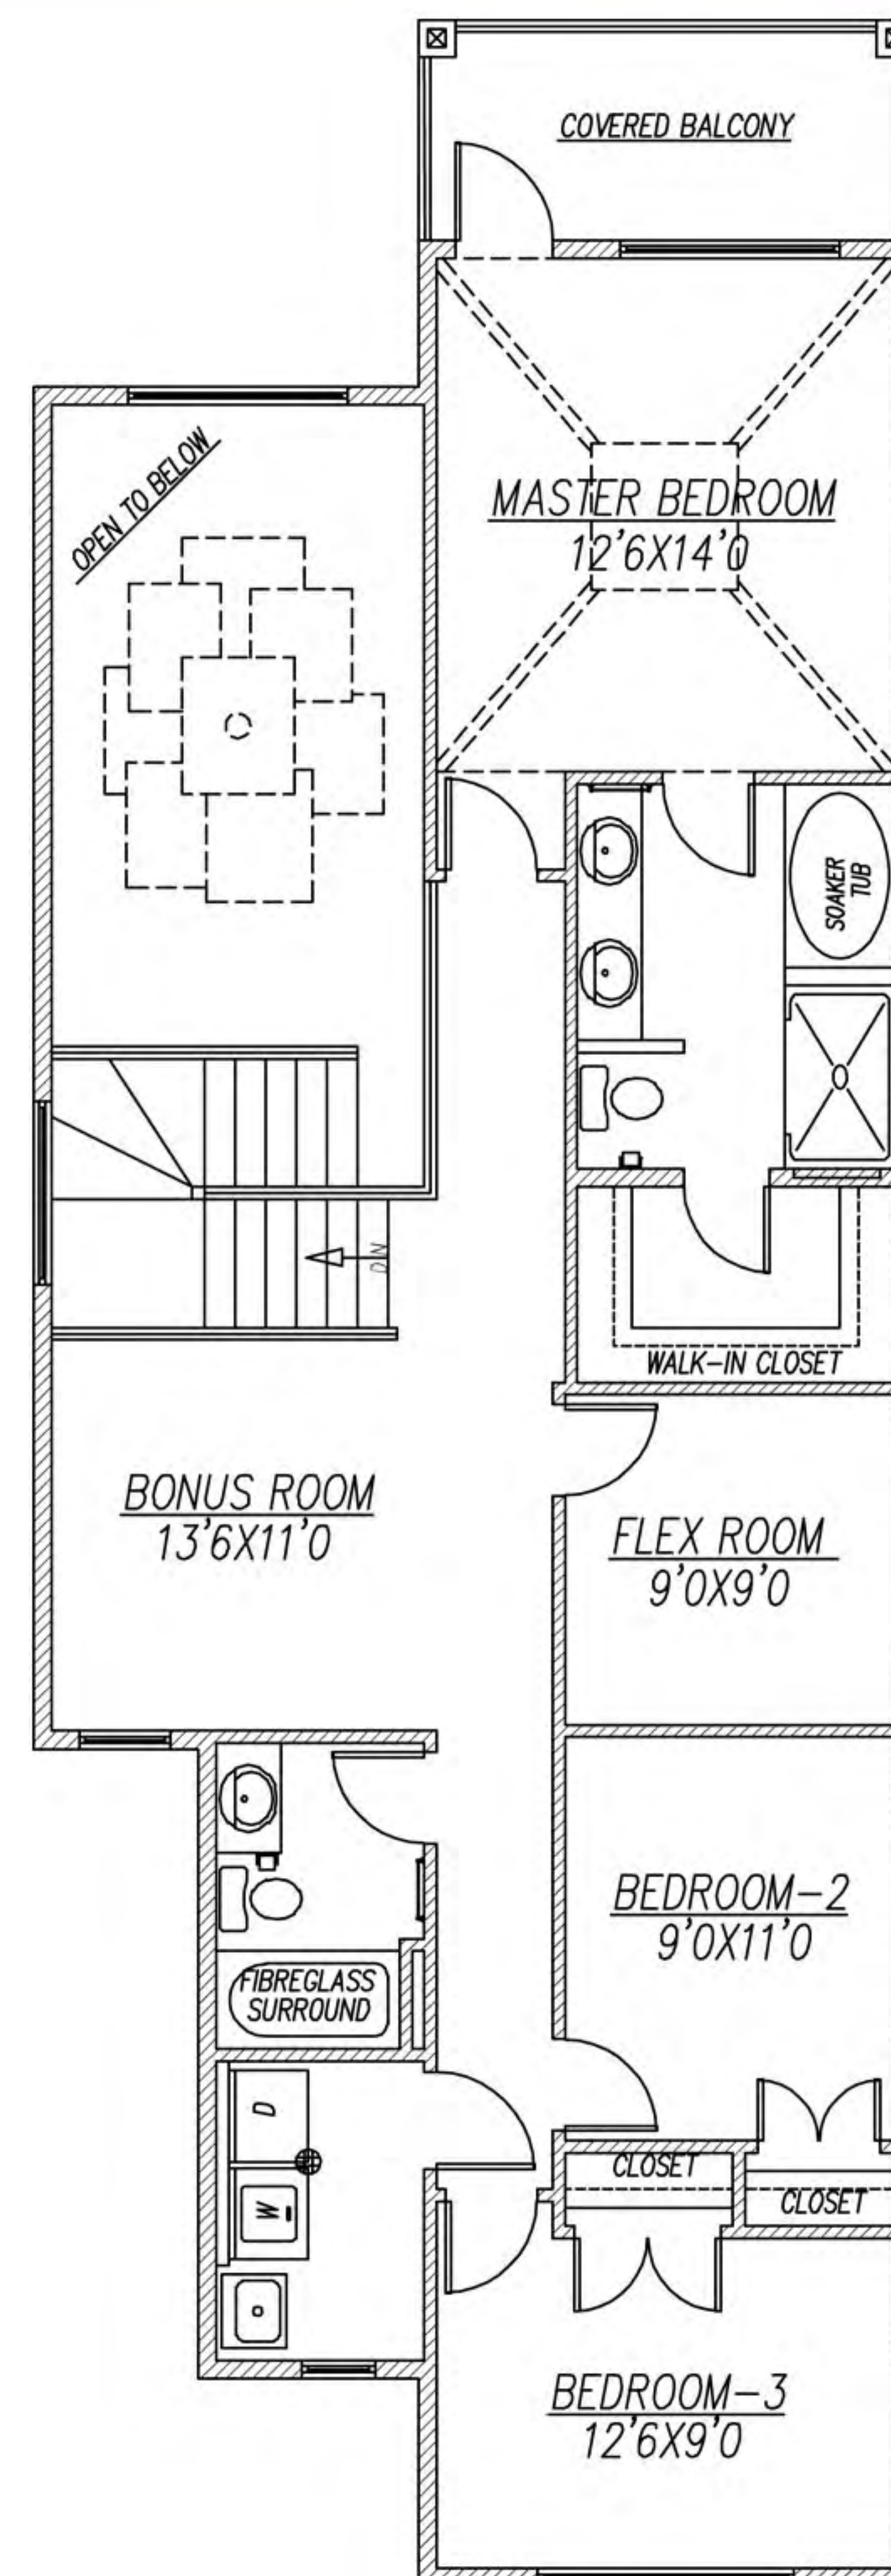 COVERED BALCONY
OPEN TO BELOW
MASTER BEDROOM
12'6X14'0
SOAKER
TUB
DN
WALK-IN CLOSET
BONUS ROOM
13'6X11'0
FLEX ROOM
9'0X9'0
BEDROOM-2
9'0X11'0
FIBREGLASS
SURROUND
D
W
CLOSET
CLOSET
BEDROOM-3
12'6X9'0